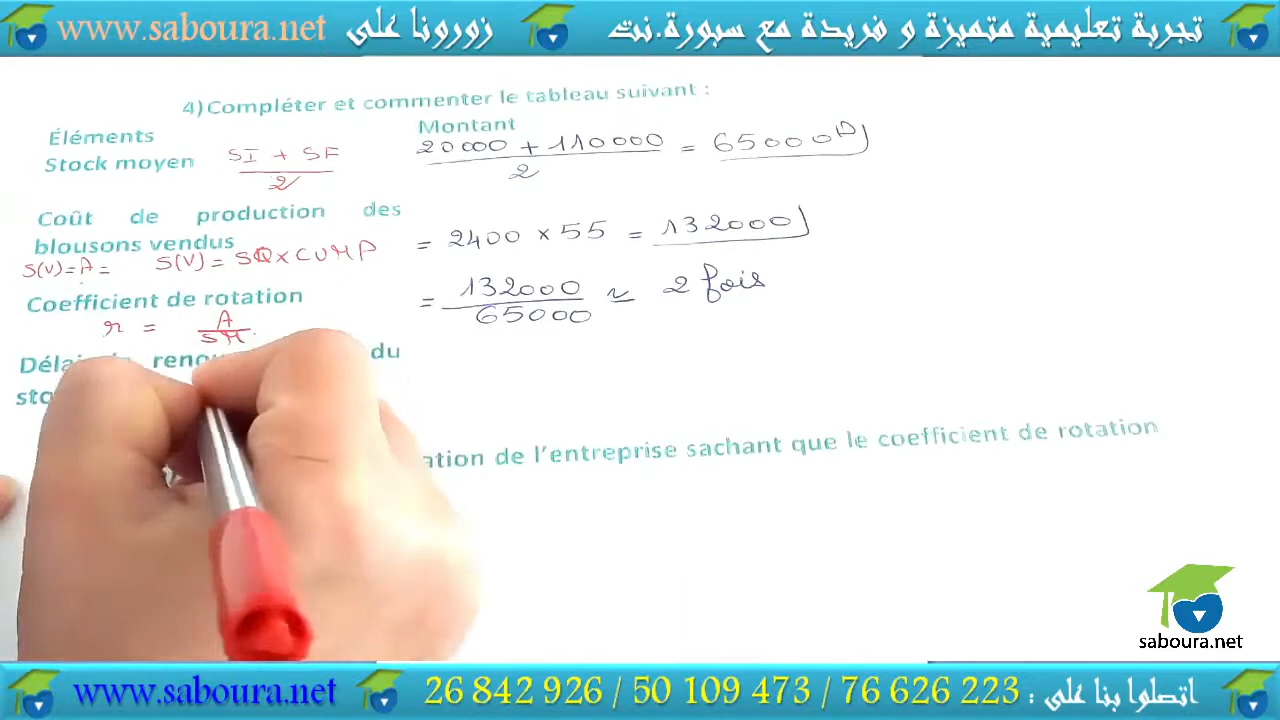 www.saboura.net زورونا على تجربة تعليمية متميزة و فريدة مع سبورة.نت
4)Compléter et commenter le tableau suivant :
Éléments Montant
Stock moyen SI + SF / 2 20000 + 110000 / 2 = 65000D
Coût de production des
blousons vendus = 2400 × 55 = 132000
S(V)=A= S(V) = SQ×CUMP
Coefficient de rotation = 132000 / 65000 ≃ 2 fois
r = A / SM
du
ation de l'entreprise sachant que le coefficient de rotation
saboura.net
www.saboura.net 26 842 926 / 50 109 473 / 76 626 223 : اتصلوا بنا على